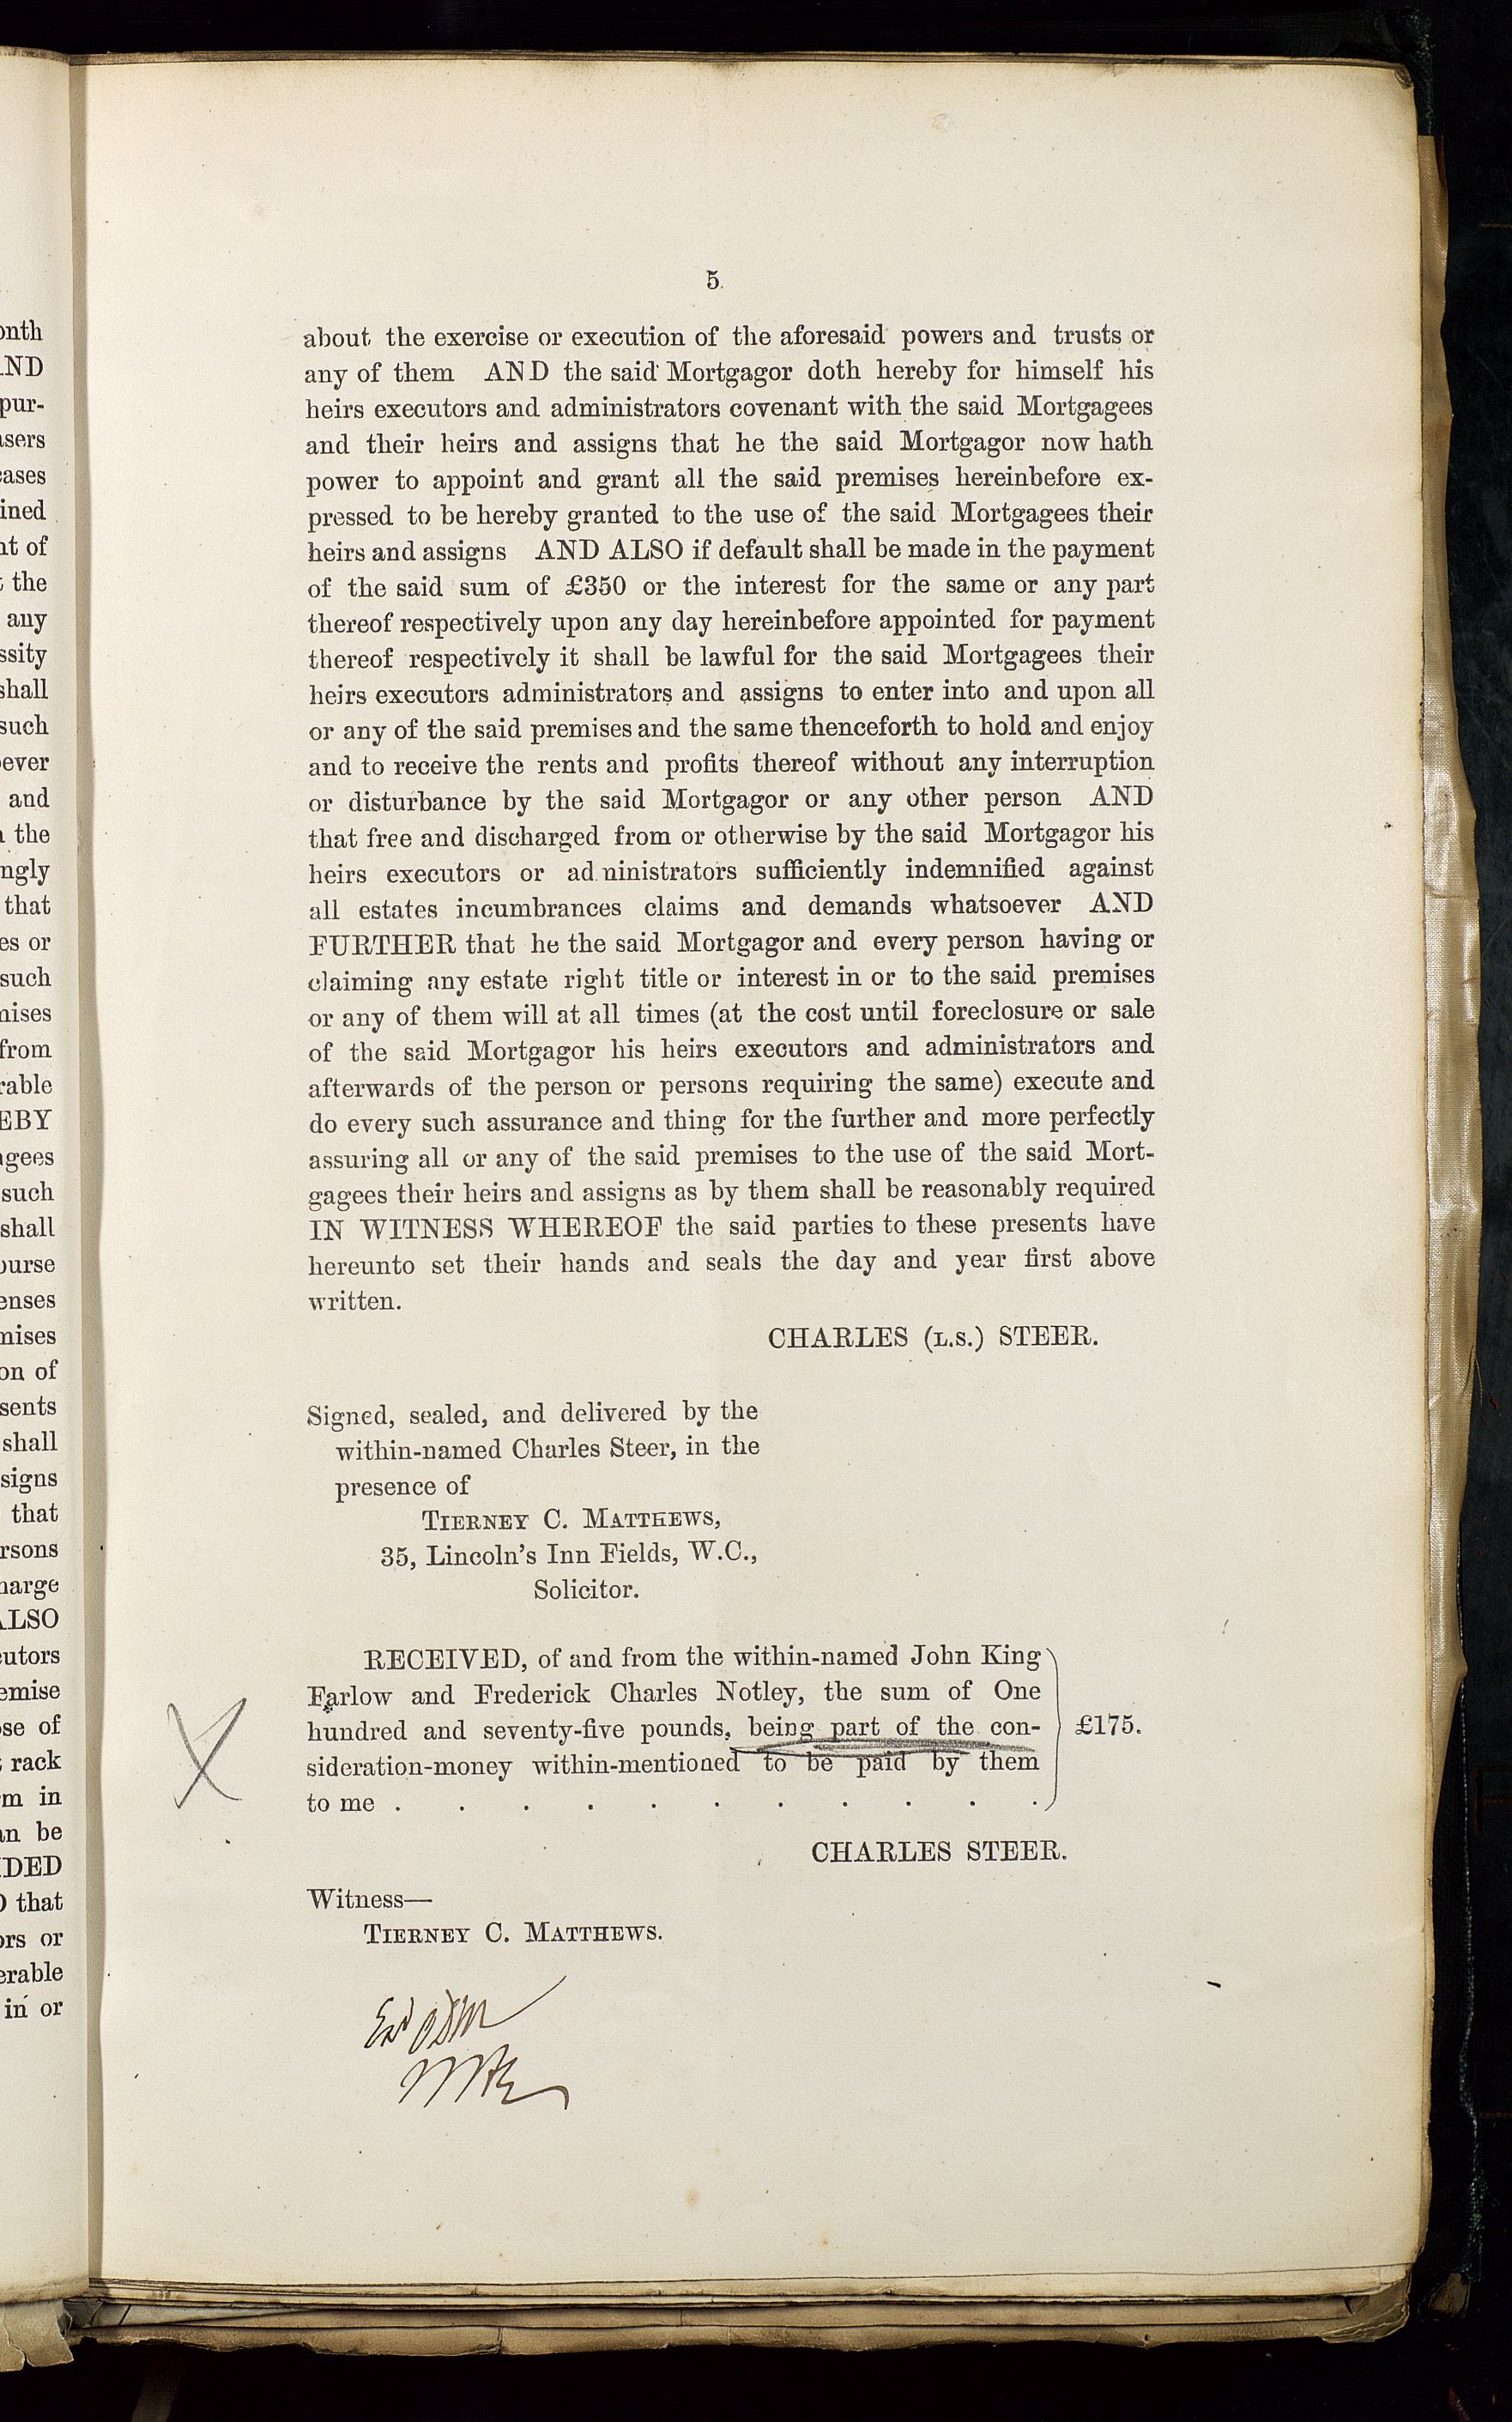 5
about the exercise or execution of the aforesaid powers and trusts or
any of them AND the said Mortgagor doth hereby for himself his
heirs executors and administrators covenant with the said Mortgagees
and their heirs and assigns that he the said Mortgagor now hath
power to appoint and grant all the said premises hereinbefore ex-
pressed to be hereby granted to the use of the said Mortgagees their
heirs and assigns AND ALSO if default shall be made in the payment
of the said sum of £350 or the interest for the same or any part
thereof respectively upon any day hereinbefore appointed for payment
thereof respectively it shall be lawful for the said Mortgagees their
heirs executors administrators and assigns to enter into and upon all
or any of the said premises and the same thenceforth to hold and enjoy
and to receive the rents and profits thereof without any interruption
or disturbance by the said Mortgagor or any other person AND
that free and discharged from or otherwise by the said Mortgagor his
heirs executors or ad ninistrators sufficiently indemnified against
all estates incumbrances claims and demands whatsoever AND
FURTHER that he the said Mortgagor and every person having or
claiming any estate right title or interest in or to the said premises
or any of them will at all times (at the cost until foreclosure or sale
of the said Mortgagor his heirs executors and administrators and
afterwards of the person or persons requiring the same) execute and
do every such assurance and thing for the further and more perfectly
assuring all or any of the said premises to the use of the said Mort-
gagees their heirs and assigns as by them shall be reasonably required
IN WITNESS WHEREOF the said parties to these presents have
hereunto set their hands and seals the day and year first above
written.
CHARLES (L.S.) STEER.
Signed, sealed, and delivered by the
within-named Charles Steer, in the
presence of
TIERNEY C. MATTHEWS,
35, Lincoln's Inn Fields, W.C.,
Solicitor.
RECEIVED, of and from the within-named John King
Farlow and Frederick Charles Notley, the sum of One
hundred and seventy-five pounds, being part of the con- £175.
sideration-money within-mentioned to be paid by them
to me . . . . . . . . . . .
CHARLES STEER.
Witness—
TIERNEY C. MATTHEWS.